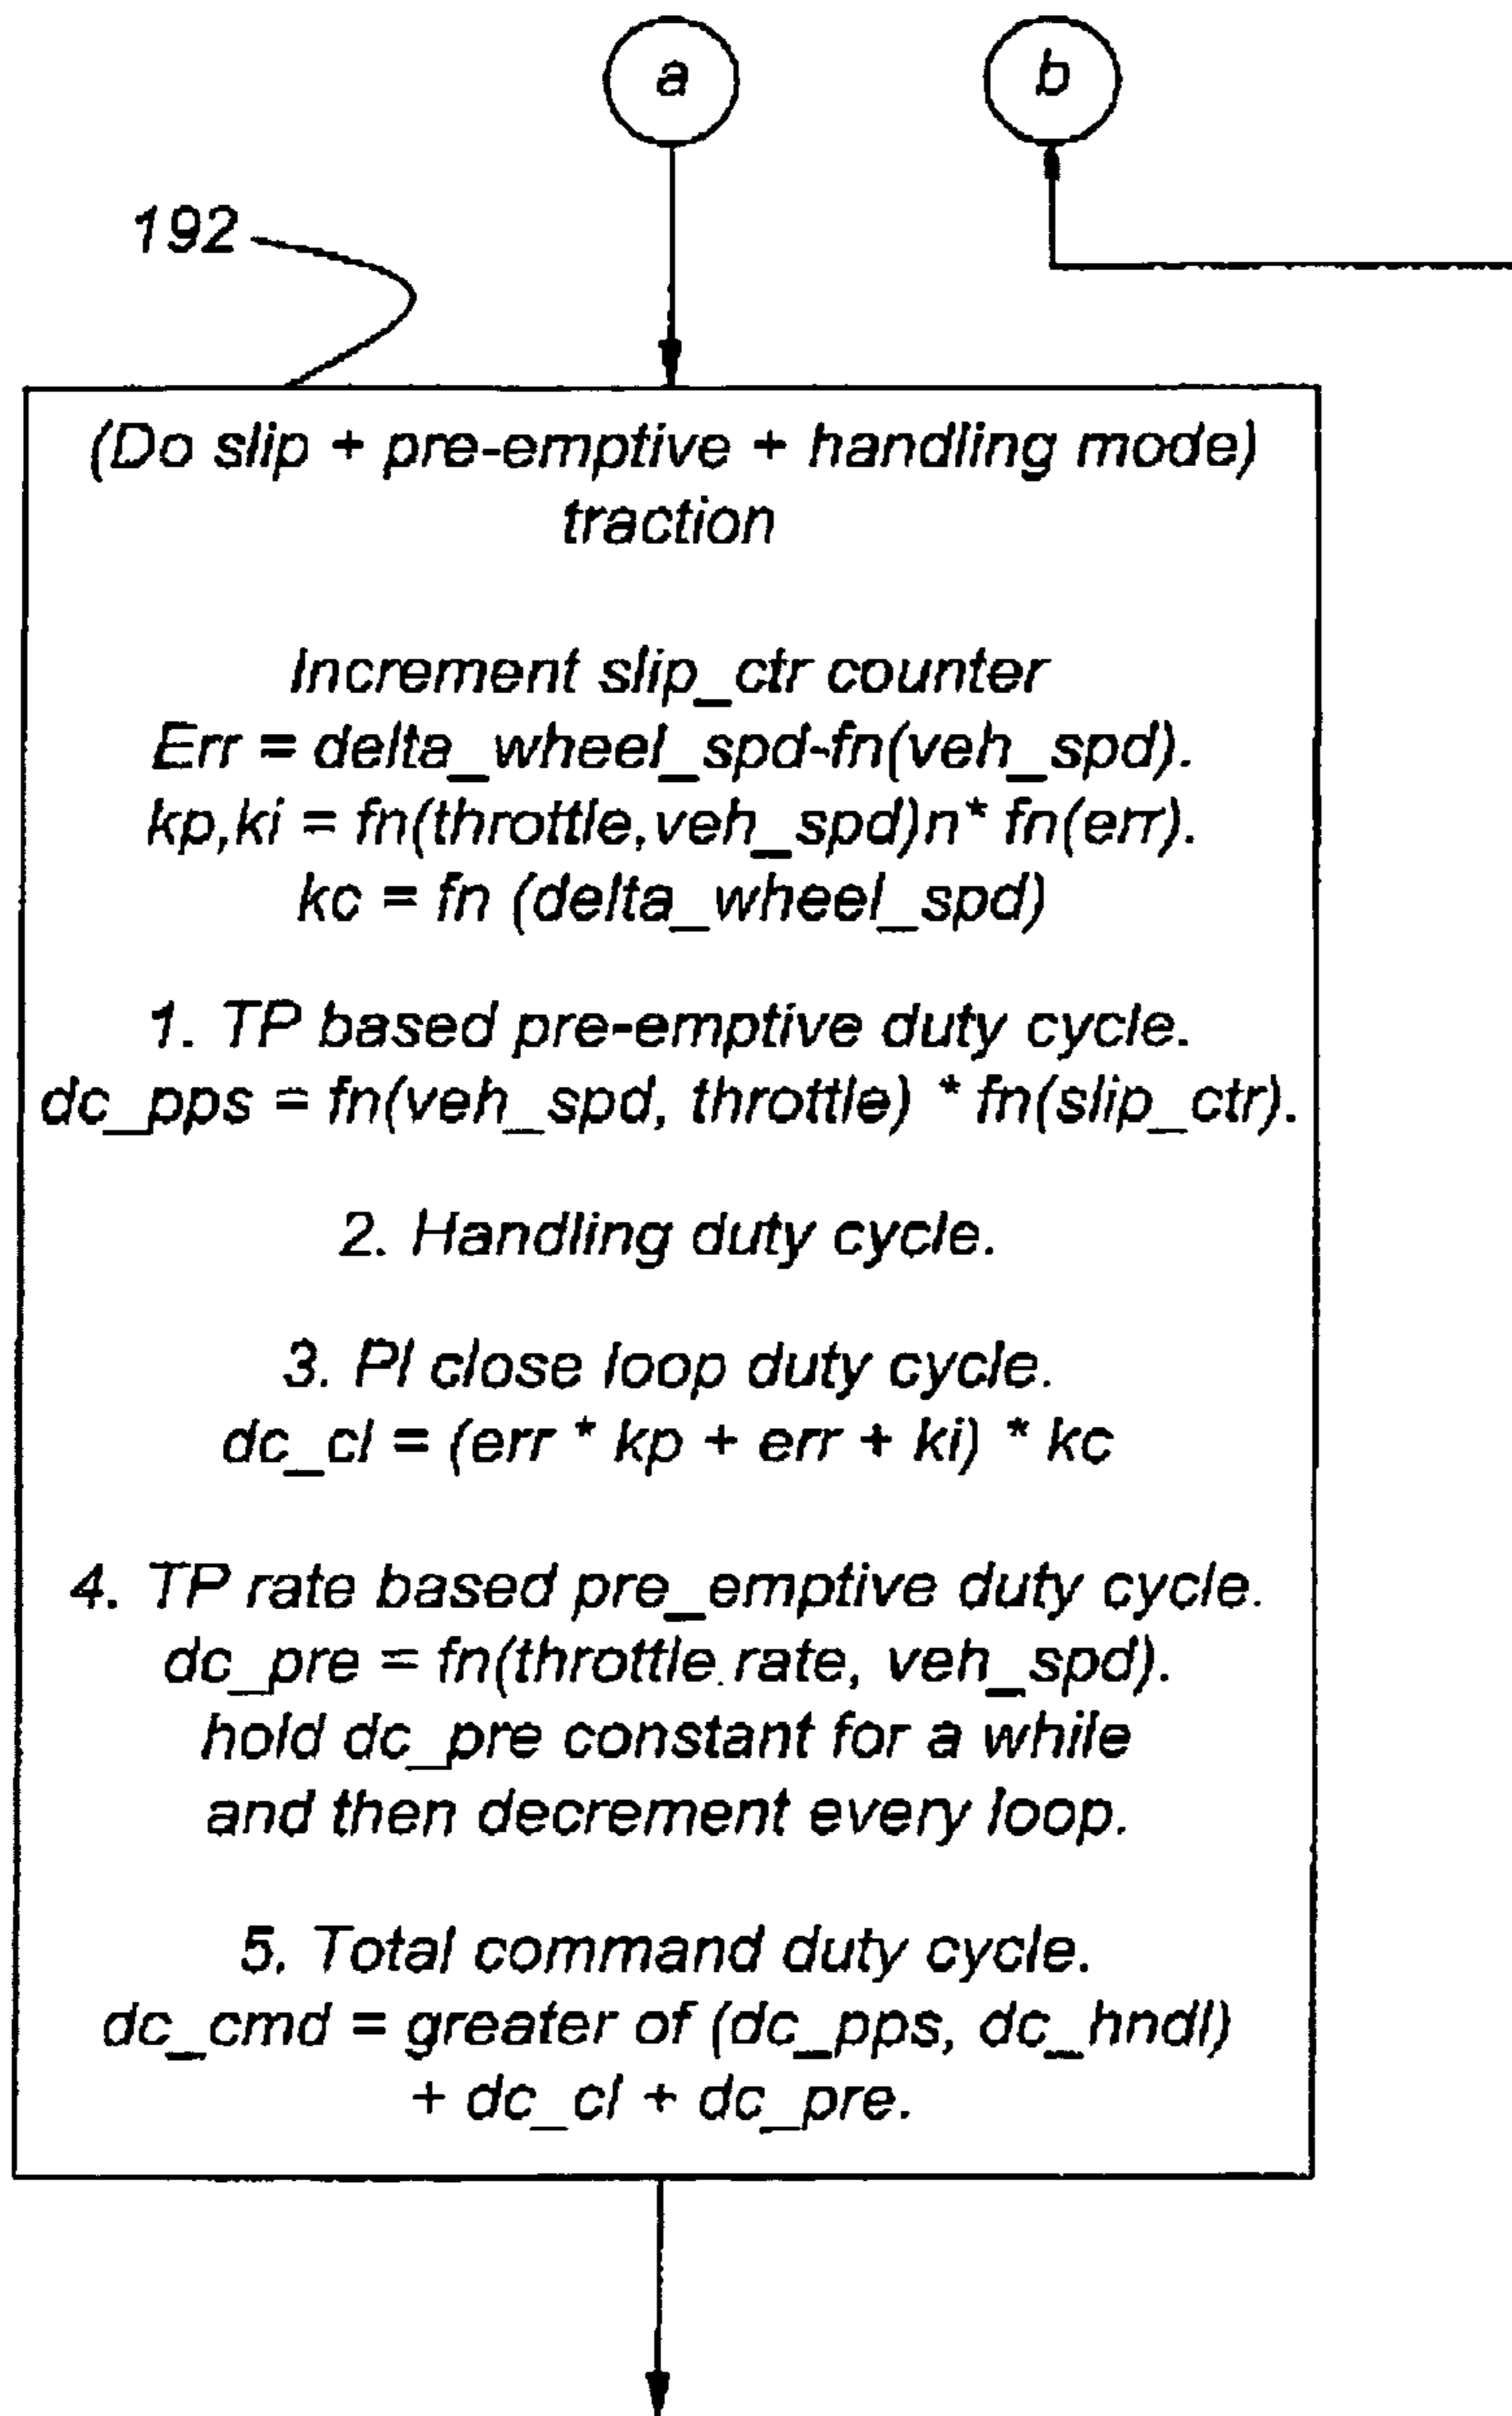 a
b
192
(Do slip + pre-emptive + handling mode)
traction
Increment slip_ctr counter
Err = delta_wheel_spd-fn(veh_spd).
kp,ki = fn(throttle,veh_spd)n* fn(err).
kc = fn (delta_wheel_spd)
1. TP based pre-emptive duty cycle.
dc_pps = fn(veh_spd, throttle) * fn(slip_ctr).
2. Handling duty cycle.
3. PI close loop duty cycle.
dc_cl = (err * kp + err + ki) * kc
4. TP rate based pre_emptive duty cycle.
dc_pre = fn(throttle.rate, veh_spd).
hold dc_pre constant for a while
and then decrement every loop.
5. Total command duty cycle.
dc_cmd = greater of (dc_pps, dc_hndl)
+ dc_cl + dc_pre.